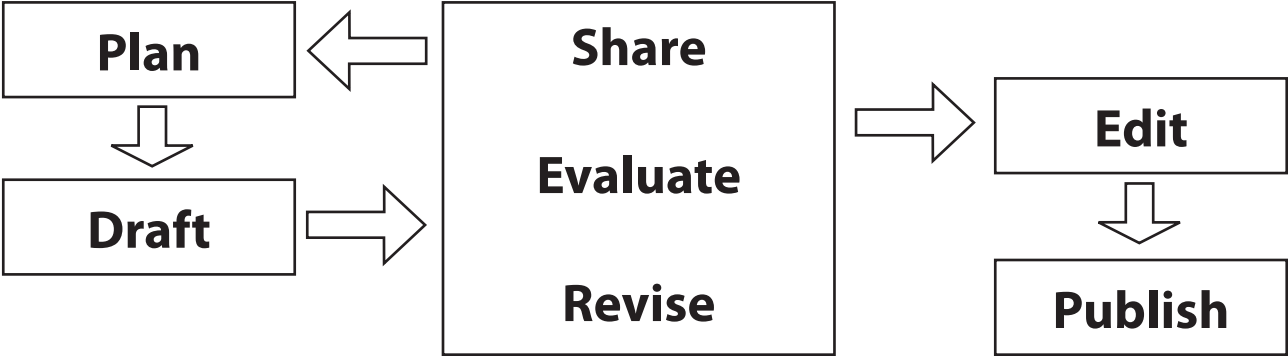 Plan
Draft
Share
Evaluate
Revise
Edit
Publish